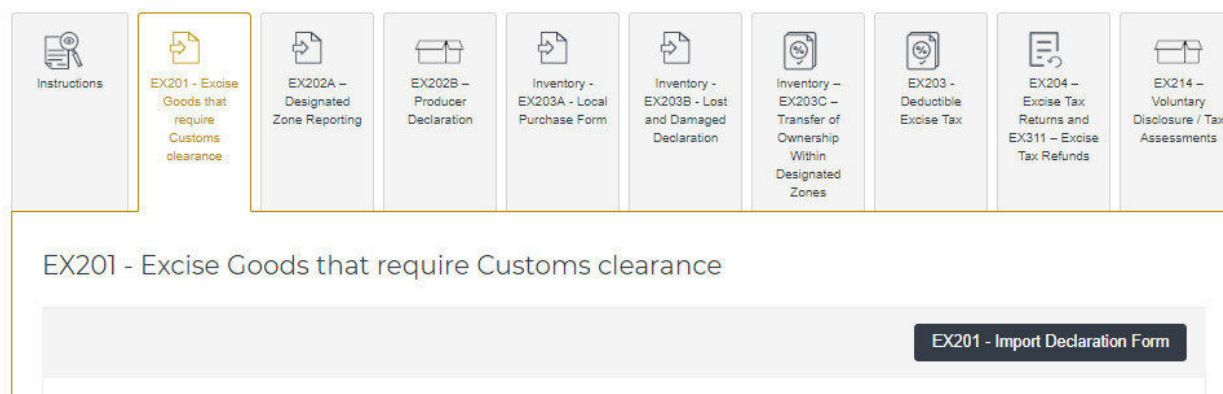 Instructions
EX201 - Excise
Goods that
require
Customs
clearance
EX202A –
Designated
Zone Reporting
EX202B –
Producer
Declaration
Inventory -
EX203A - Local
Purchase Form
Inventory -
EX203B - Lost
and Damaged
Declaration
Inventory –
EX203C –
Transfer of
Ownership
Within
Designated
Zones
EX203 -
Deductible
Excise Tax
EX204 –
Excise Tax
Returns and
EX311 – Excise
Tax Refunds
EX214 –
Voluntary
Disclosure / Tax
Assessments
EX201 - Excise Goods that require Customs clearance
EX201 - Import Declaration Form